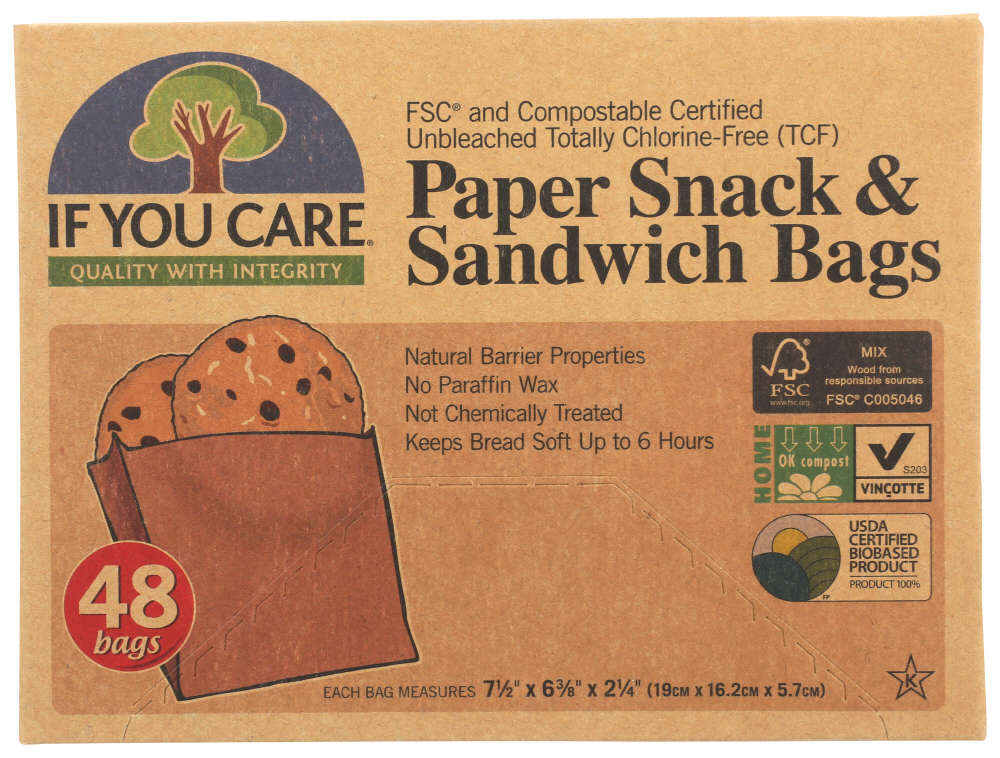 IF YOU CARE®
QUALITY WITH INTEGRITY
FSC® and Compostable Certified
Unbleached Totally Chlorine-Free (TCF)
Paper Snack &
Sandwich Bags
Natural Barrier Properties
No Paraffin Wax
Not Chemically Treated
Keeps Bread Soft Up to 6 Hours
®
FSC
www.fsc.org
MIX
Wood from
responsible sources
FSC® C005046
HOME
OK compost
S203
VINÇOTTE
USDA
CERTIFIED
BIOBASED
PRODUCT
PRODUCT 100%
FP
48
bags
EACH BAG MEASURES 7½" x 6⅜" x 2¼" (19CM x 16.2CM x 5.7CM)
K